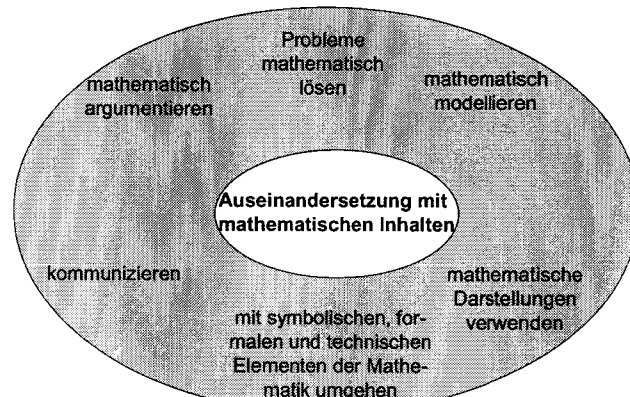 Probleme
mathematisch
lösen
mathematisch
argumentieren
mathematisch
modellieren
Auseinandersetzung mit
mathematischen Inhalten
kommunizieren
mathematische
Darstellungen
verwenden
mit symbolischen, for-
malen und technischen
Elementen der Mathe-
matik umgehen